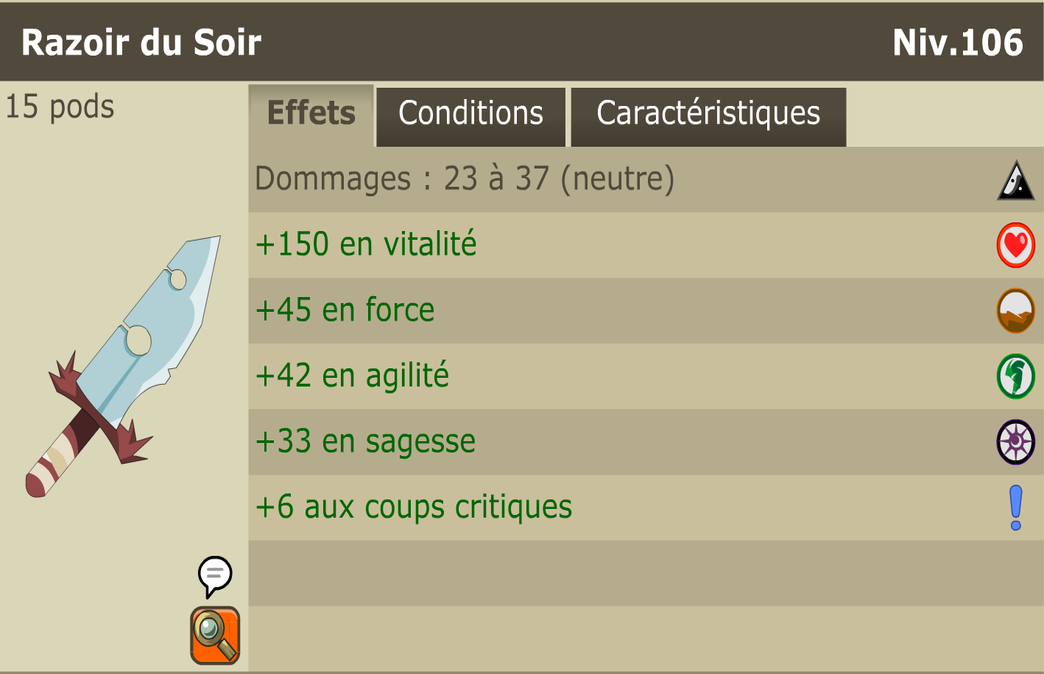 Razoir du Soir
Niv.106
15 pods
Effets
Conditions
Caractéristiques
Dommages : 23 à 37 (neutre)
+150 en vitalité
+45 en force
+42 en agilité
+33 en sagesse
+6 aux coups critiques